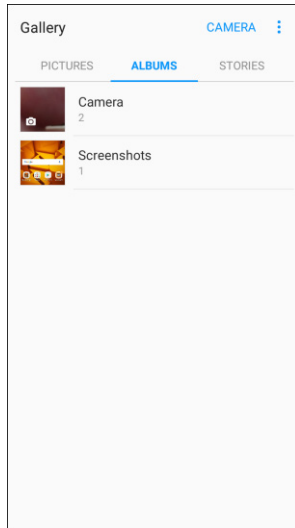 Gallery
CAMERA
PICTURES
ALBUMS
STORIES
Camera
2
Screenshots
1